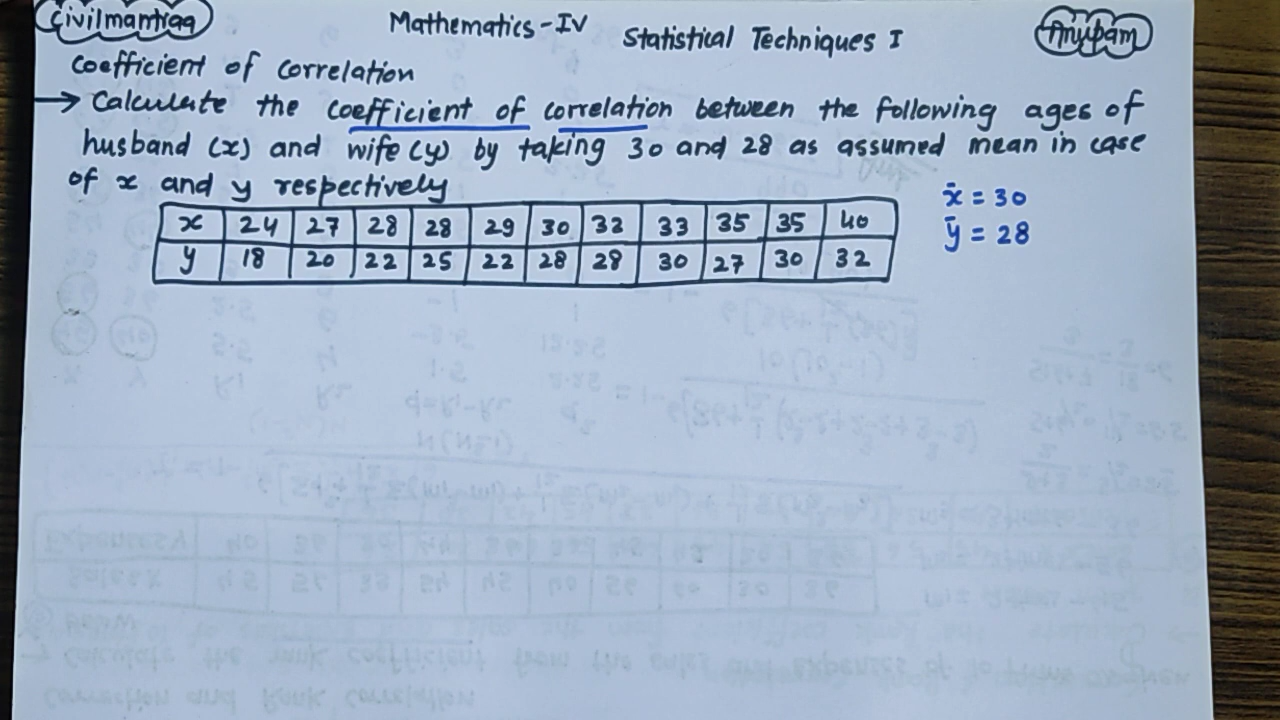 Civilmantraa
Mathematics-IV
Statistical Techniques I
Anupam
Coefficient of Correlation
→ Calculate the coefficient of correlation between the following ages of
husband (x) and wife (y) by taking 30 and 28 as assumed mean in case
of x and y respectively
x 24 27 28 28 29 30 32 33 35 35 40
y 18 20 22 25 22 28 28 30 27 30 32
x̄ = 30
ȳ = 28